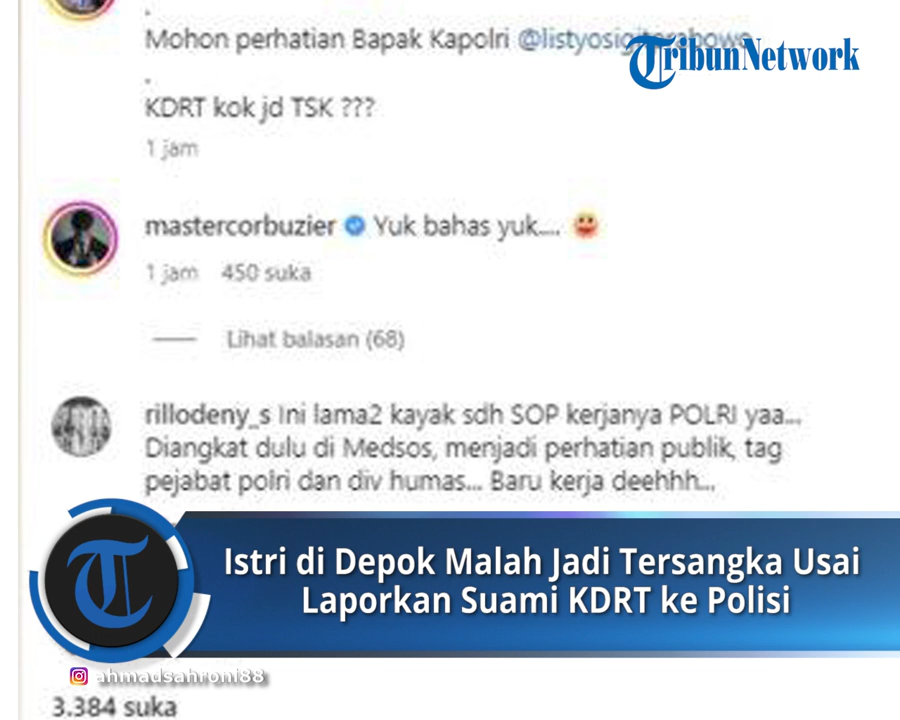 .
Mohon perhatian Bapak Kapolri @listyosigitprabowo
TribunNetwork
.
KDRT kok jd TSK ???
1 jam
mastercorbuzier Yuk bahas yuk....
1 jam 450 suka
Lihat balasan (68)
rillodeny_s Ini lama2 kayak sdh SOP kerjanya POLRI yaa...
Diangkat dulu di Medsos, menjadi perhatian publik, tag
pejabat polri dan div humas... Baru kerja deehhh...
Istri di Depok Malah Jadi Tersangka Usai
Laporkan Suami KDRT ke Polisi
ahmadsahroni88
3.384 suka